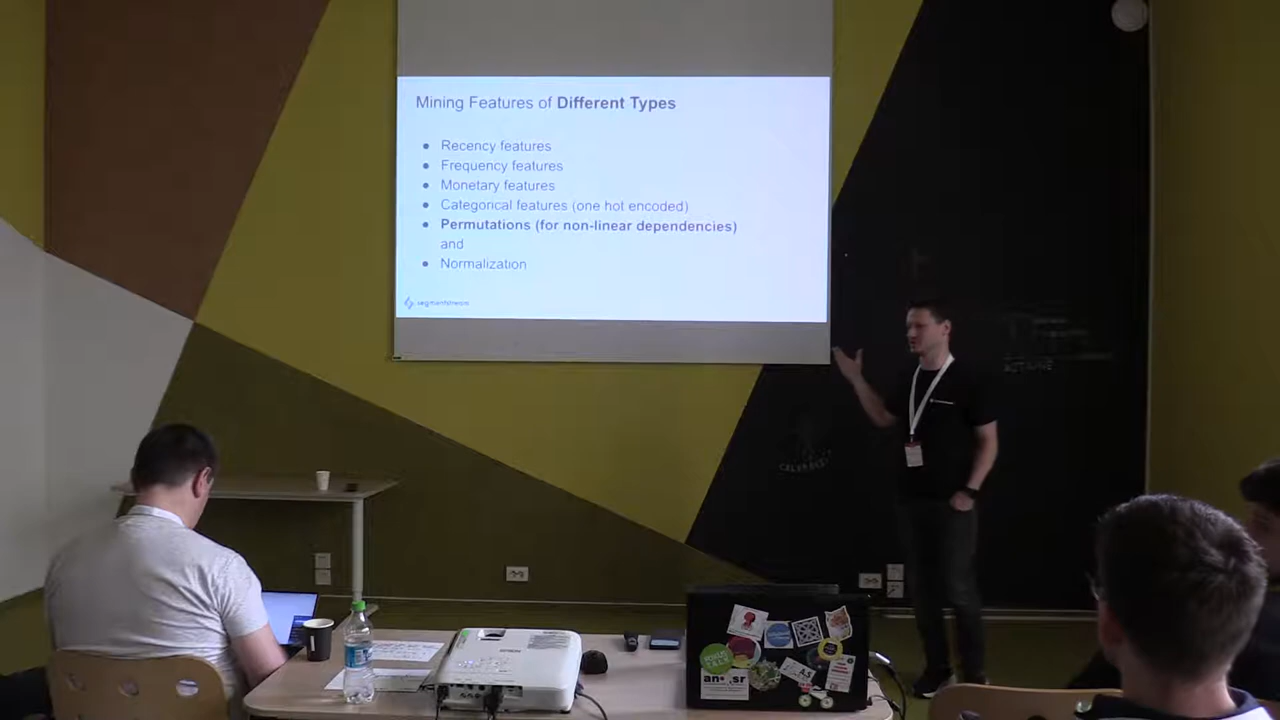 Mining Features of Different Types
● Recency features
● Frequency features
● Monetary features
● Categorical features (one hot encoded)
● Permutations (for non-linear dependencies)
and
● Normalization
segmentstream